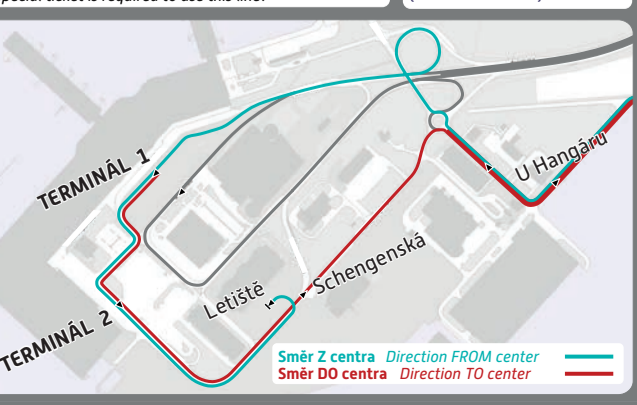 pecial ticket is required to use this line.
TERMINÁL 1
U Hangáru
Schengenská
Letiště
TERMINÁL 2
Směr Z centra Direction FROM center
Směr DO centra Direction TO center